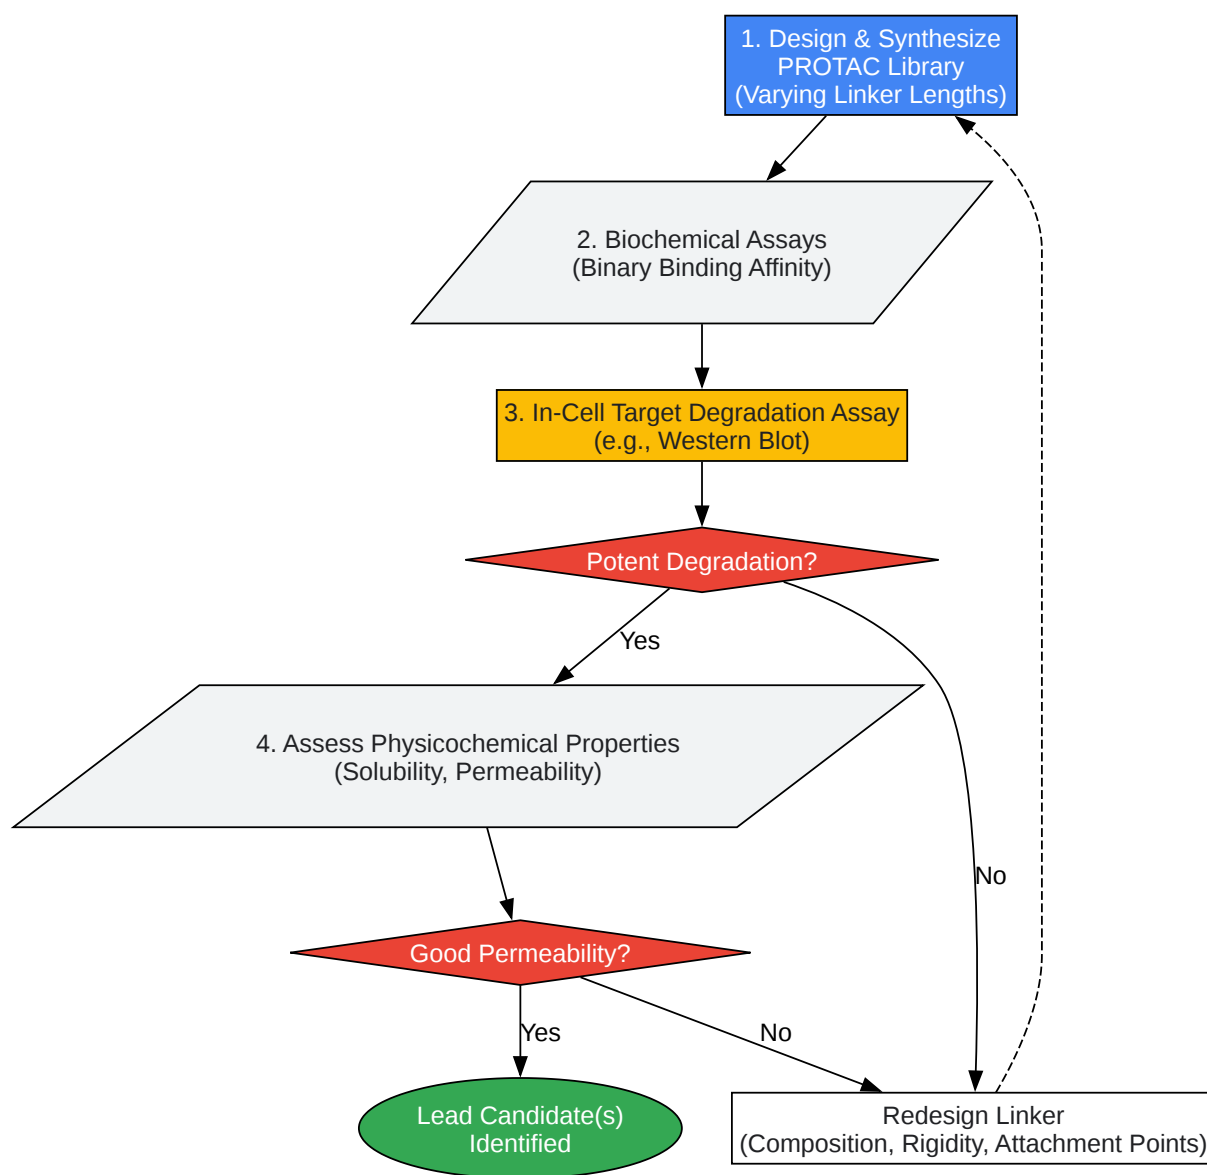 1. Design & Synthesize
PROTAC Library
(Varying Linker Lengths)
2. Biochemical Assays
(Binary Binding Affinity)
3. In-Cell Target Degradation Assay
(e.g., Western Blot)
Potent Degradation?
Yes
4. Assess Physicochemical Properties
(Solubility, Permeability)
No
Good Permeability?
Yes
No
Lead Candidate(s)
Identified
Redesign Linker
(Composition, Rigidity, Attachment Points)